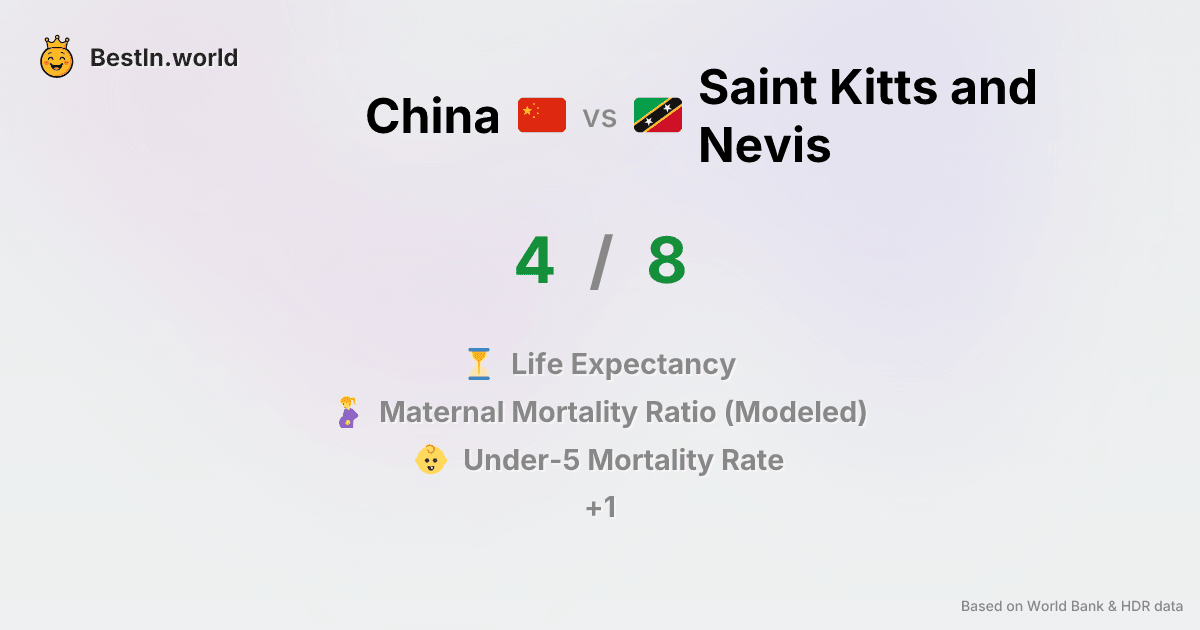 BestIn.world
China vs Saint Kitts and
Nevis
4 / 8
Life Expectancy
Maternal Mortality Ratio (Modeled)
Under-5 Mortality Rate
+1
Based on World Bank & HDR data